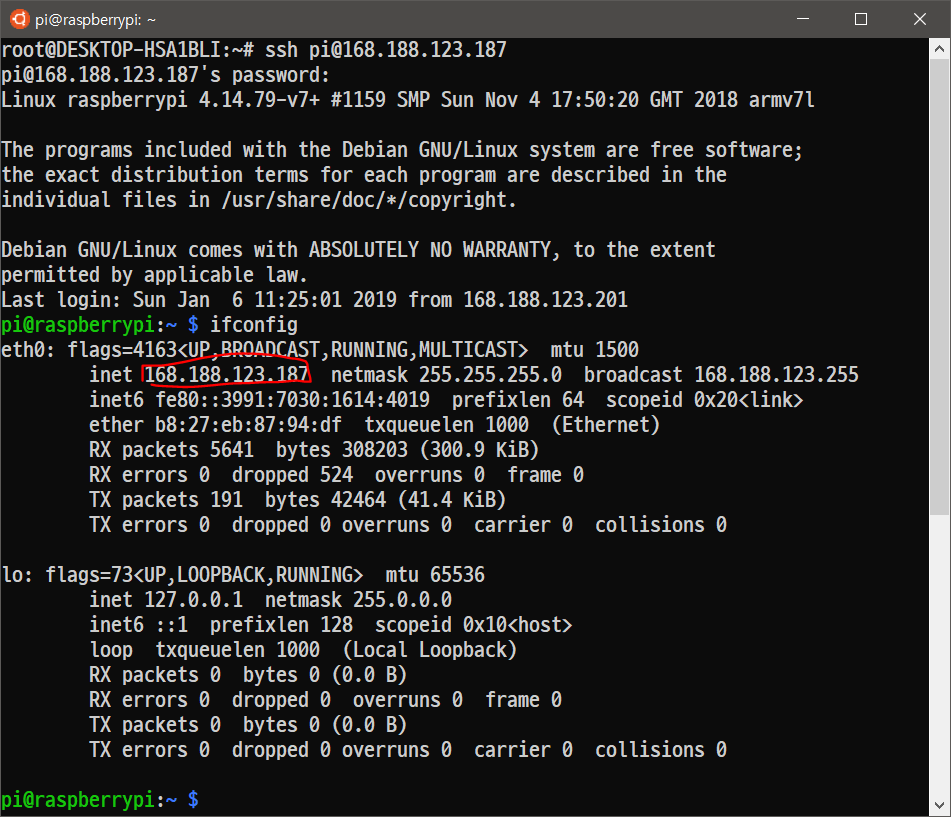 pi@raspberrypi: ~
root@DESKTOP-HSA1BLI:~# ssh pi@168.188.123.187
pi@168.188.123.187's password:
Linux raspberrypi 4.14.79-v7+ #1159 SMP Sun Nov 4 17:50:20 GMT 2018 armv7l

The programs included with the Debian GNU/Linux system are free software;
the exact distribution terms for each program are described in the
individual files in /usr/share/doc/*/copyright.

Debian GNU/Linux comes with ABSOLUTELY NO WARRANTY, to the extent
permitted by applicable law.
Last login: Sun Jan  6 11:25:01 2019 from 168.188.123.201
pi@raspberrypi:~ $ ifconfig
eth0: flags=4163<UP,BROADCAST,RUNNING,MULTICAST>  mtu 1500
        inet 168.188.123.187  netmask 255.255.255.0  broadcast 168.188.123.255
        inet6 fe80::3991:7030:1614:4019  prefixlen 64  scopeid 0x20<link>
        ether b8:27:eb:87:94:df  txqueuelen 1000  (Ethernet)
        RX packets 5641  bytes 308203 (300.9 KiB)
        RX errors 0  dropped 524  overruns 0  frame 0
        TX packets 191  bytes 42464 (41.4 KiB)
        TX errors 0  dropped 0 overruns 0  carrier 0  collisions 0

lo: flags=73<UP,LOOPBACK,RUNNING>  mtu 65536
        inet 127.0.0.1  netmask 255.0.0.0
        inet6 ::1  prefixlen 128  scopeid 0x10<host>
        loop  txqueuelen 1000  (Local Loopback)
        RX packets 0  bytes 0 (0.0 B)
        RX errors 0  dropped 0  overruns 0  frame 0
        TX packets 0  bytes 0 (0.0 B)
        TX errors 0  dropped 0 overruns 0  carrier 0  collisions 0

pi@raspberrypi:~ $